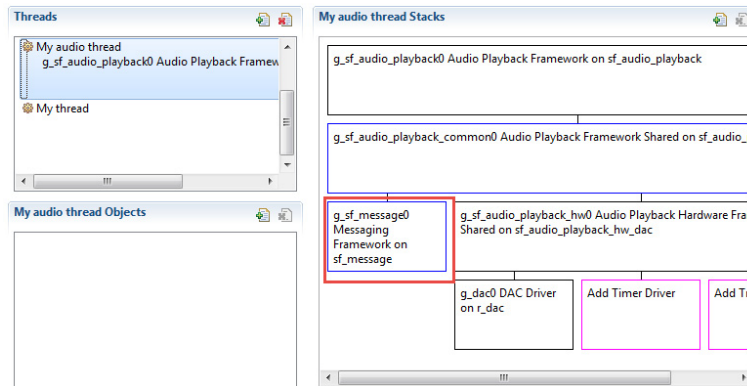 Threads
My audio thread
g_sf_audio_playback0 Audio Playback Framew
My thread
My audio thread Objects
My audio thread Stacks
g_sf_audio_playback0 Audio Playback Framework on sf_audio_playback
g_sf_audio_playback_common0 Audio Playback Framework Shared on sf_audio_
g_sf_message0
Messaging
Framework on
sf_message
g_sf_audio_playback_hw0 Audio Playback Hardware Fra
Shared on sf_audio_playback_hw_dac
g_dac0 DAC Driver
on r_dac
Add Timer Driver
Add T